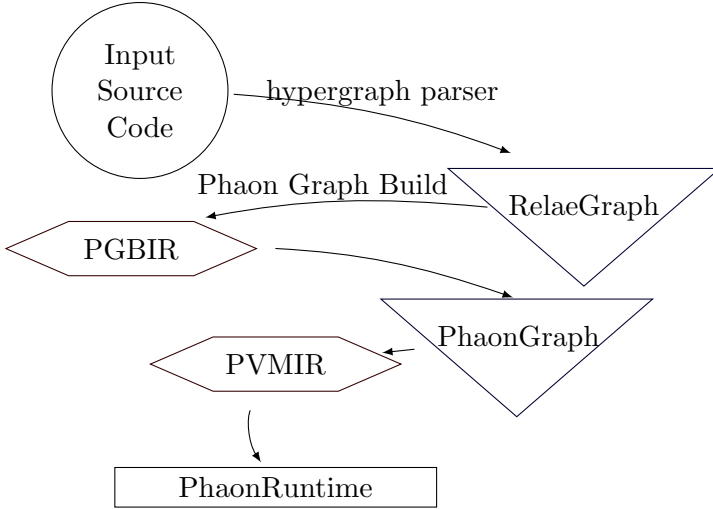 Input
Source
Code
hypergraph parser
Phaon Graph Build
RelaeGraph
PGBIR
PhaonGraph
PVMIR
PhaonRuntime